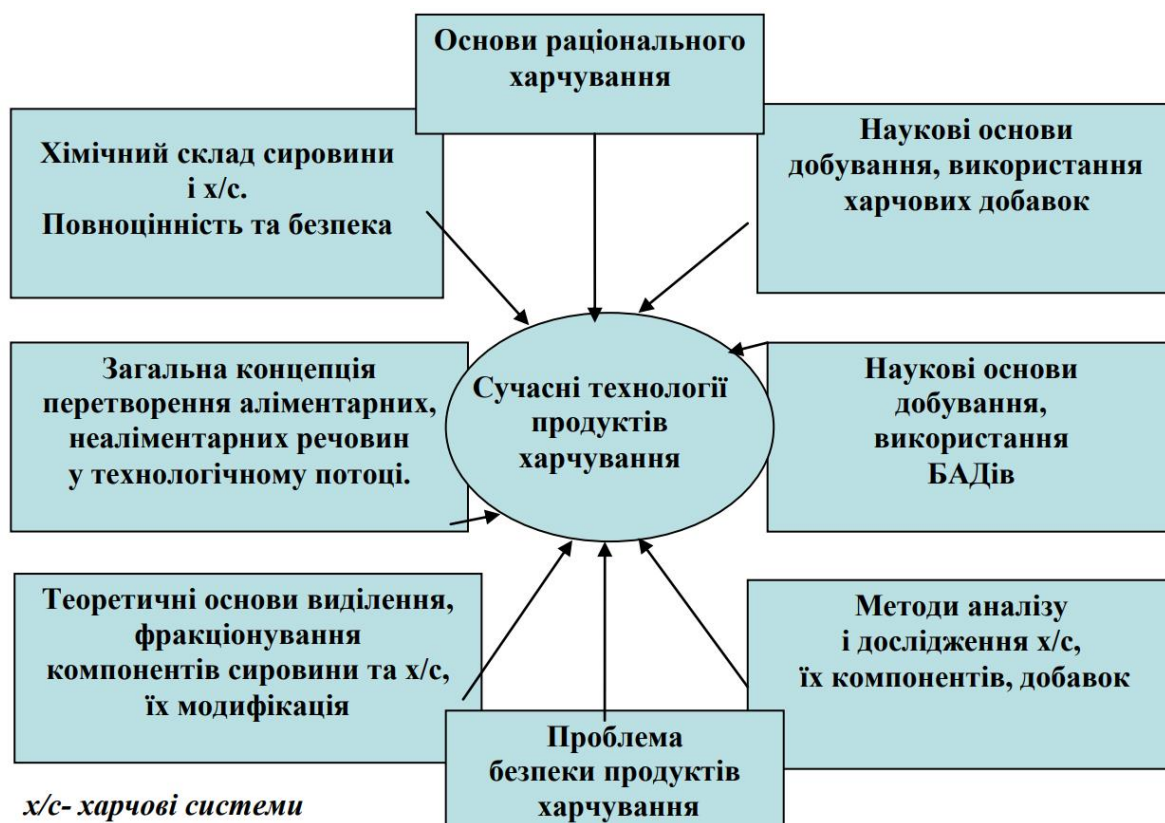 Основи раціонального
харчування
Хімічний склад сировини
і х/с.
Повноцінність та безпека
Наукові основи
добування, використання
харчових добавок
Загальна концепція
перетворення аліментарних,
неаліментарних речовин
у технологічному потоці.
Сучасні технології
продуктів
харчування
Наукові основи
добування,
використання
БАДів
Теоретичні основи виділення,
фракціонування
компонентів сировини та х/с,
їх модифікація
Методи аналізу
і дослідження х/с,
їх компонентів, добавок
Проблема
безпеки продуктів
харчування
х/с- харчові системи